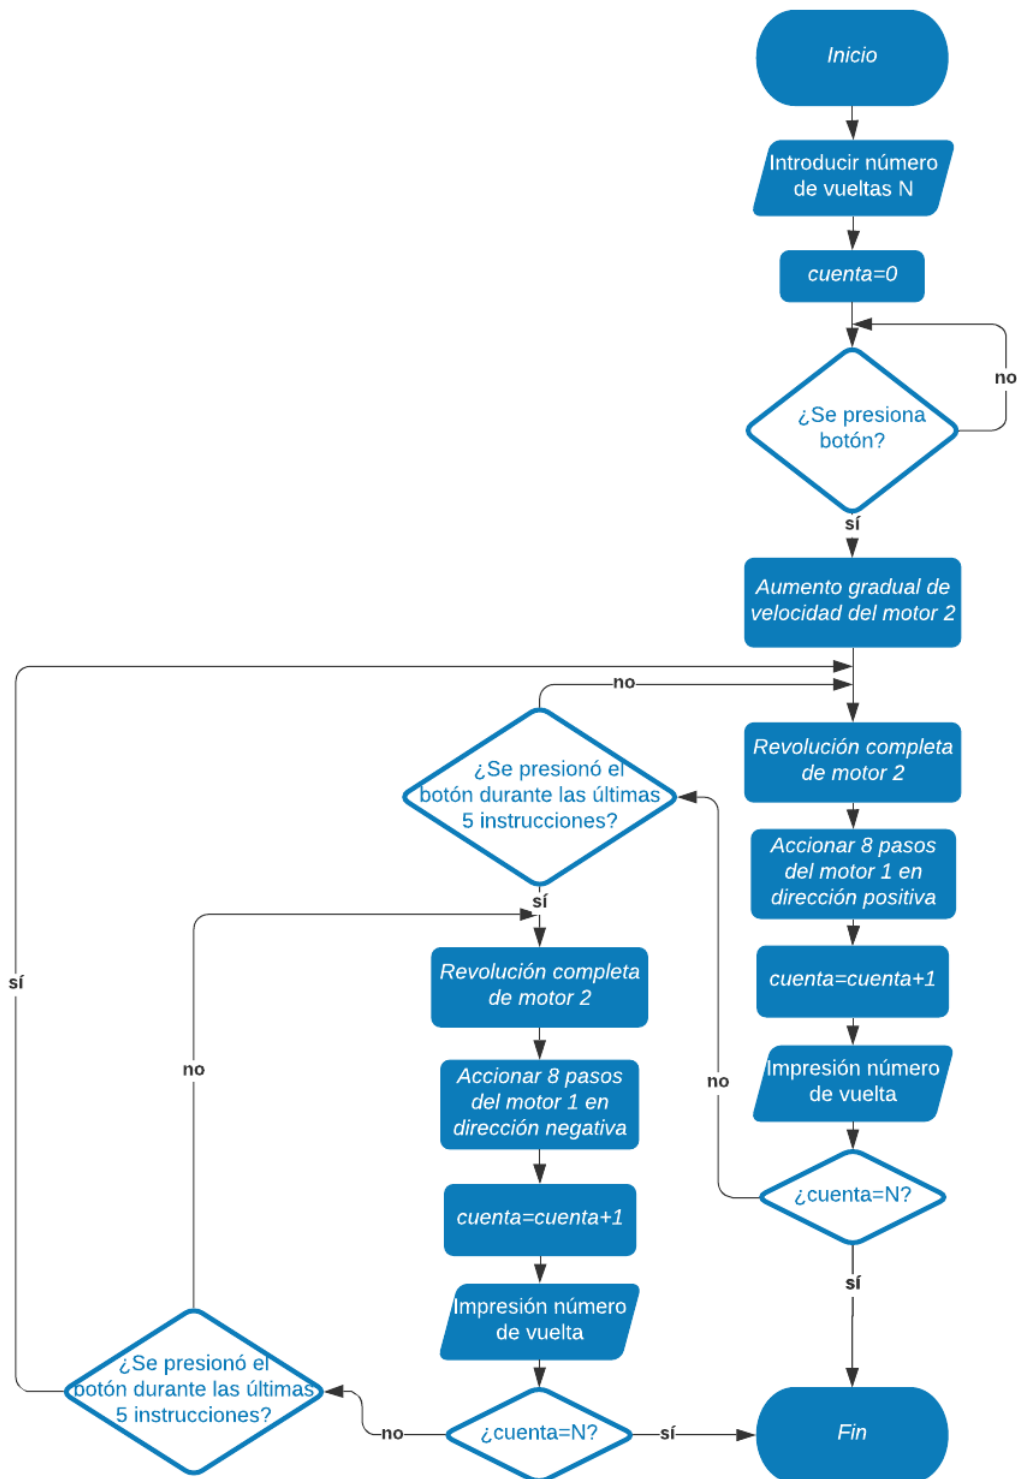 Inicio
Introducir número
de vueltas N
cuenta=0
no
¿Se presiona
botón?
sí
Aumento gradual de
velocidad del motor 2
no
Revolución completa
de motor 2
¿Se presionó el
botón durante las últimas
5 instrucciones?
Accionar 8 pasos
del motor 1 en
dirección positiva
sí
Revolución completa
de motor 2
cuenta=cuenta+1
sí
no
Accionar 8 pasos
del motor 1 en
dirección negativa
Impresión número
de vuelta
no
¿cuenta=N?
cuenta=cuenta+1
sí
Impresión número
de vuelta
¿Se presionó el
botón durante las últimas
5 instrucciones?
no
¿cuenta=N?
sí
Fin